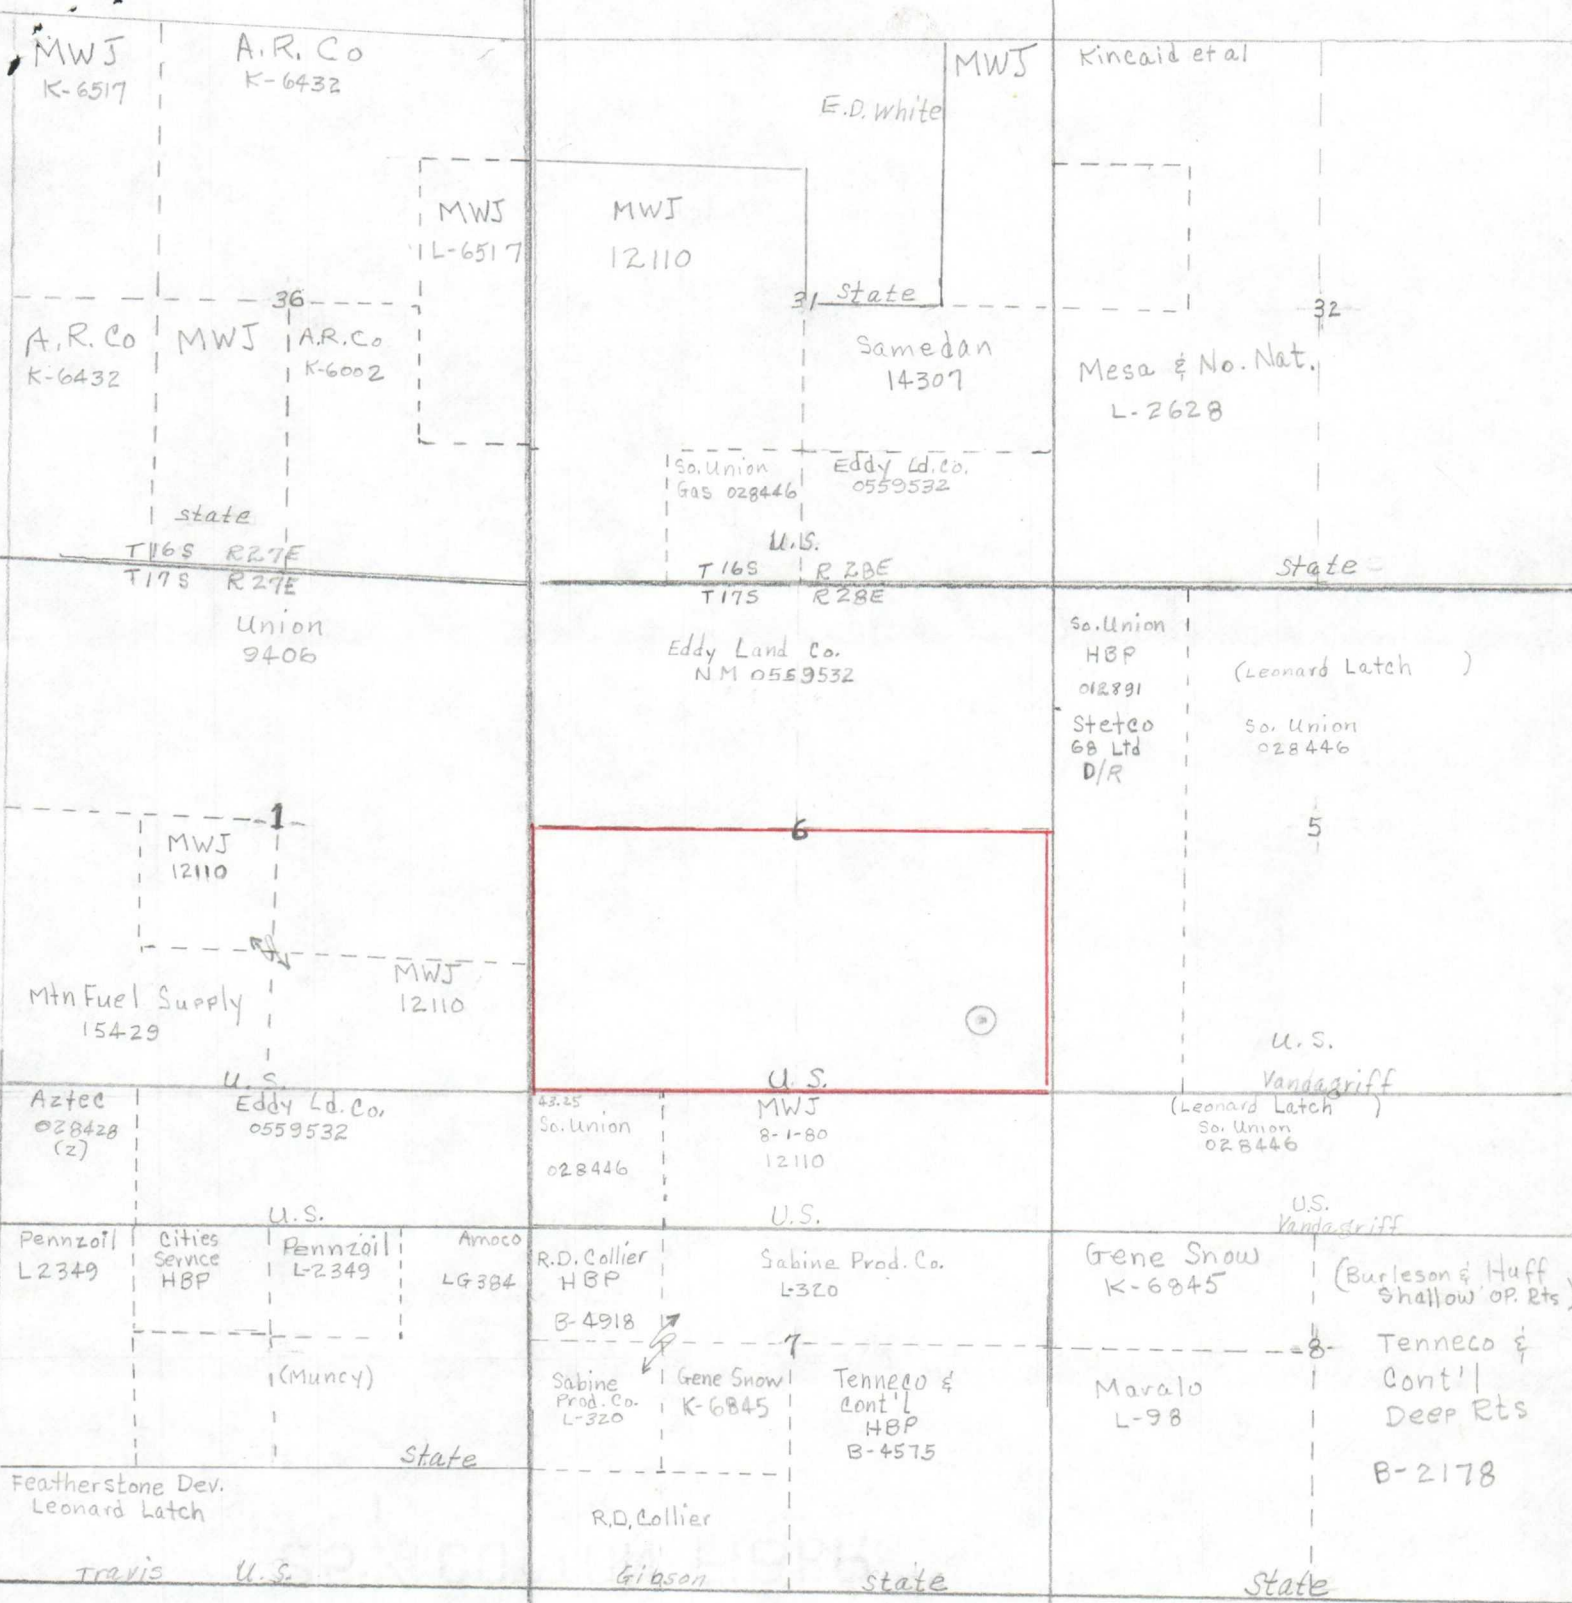 MWJ
K-6517
A.R. Co
K-6432
MWJ
L-6517
36
A.R. Co
K-6432
MWJ
A.R. Co
K-6002
state
T16S R27E
T17S R27E
E.D. White
MWJ
MWJ
12110
31
State
Samedan
14307
So. Union
Gas 028446
Eddy Ld. Co.
0559532
U.S.
T16S R28E
T17S R28E
Kincaid et al
32
Mesa & No. Nat.
L-2628
State
Union
9406
1
MWJ
12110
Mtn Fuel Supply
15429
MWJ
12110
U.S.
Eddy Land Co.
NM 0559532
6
U.S.
So. Union
HBP
012891
Stetco
68 Ltd
D/R
(Leonard Latch )
So. Union
028446
5
U.S.
Vandagriff
Aztec
028428
(2)
Eddy Ld. Co.
0559532
U.S.
43.25
So. Union
028446
MWJ
8-1-80
12110
U.S.
(Leonard Latch )
So. Union
028446
U.S.
Vandagriff
Pennzoil
L2349
Cities
Service
HBP
Pennzoil
L-2349
Amoco
LG384
(Muncy)
State
R.D. Collier
HBP
B-4918
Sabine Prod. Co.
L-320
7
Sabine
Prod. Co.
L-320
Gene Snow
K-6845
Tenneco &
Cont'l
HBP
B-4575
R.D. Collier
Gibson
State
Gene Snow
K-6845
(Burleson & Huff
Shallow OP. Rts)
8
Maralo
L-98
Tenneco &
Cont'l
Deep Rts
B-2178
State
Featherstone Dev.
Leonard Latch
Travis U.S.